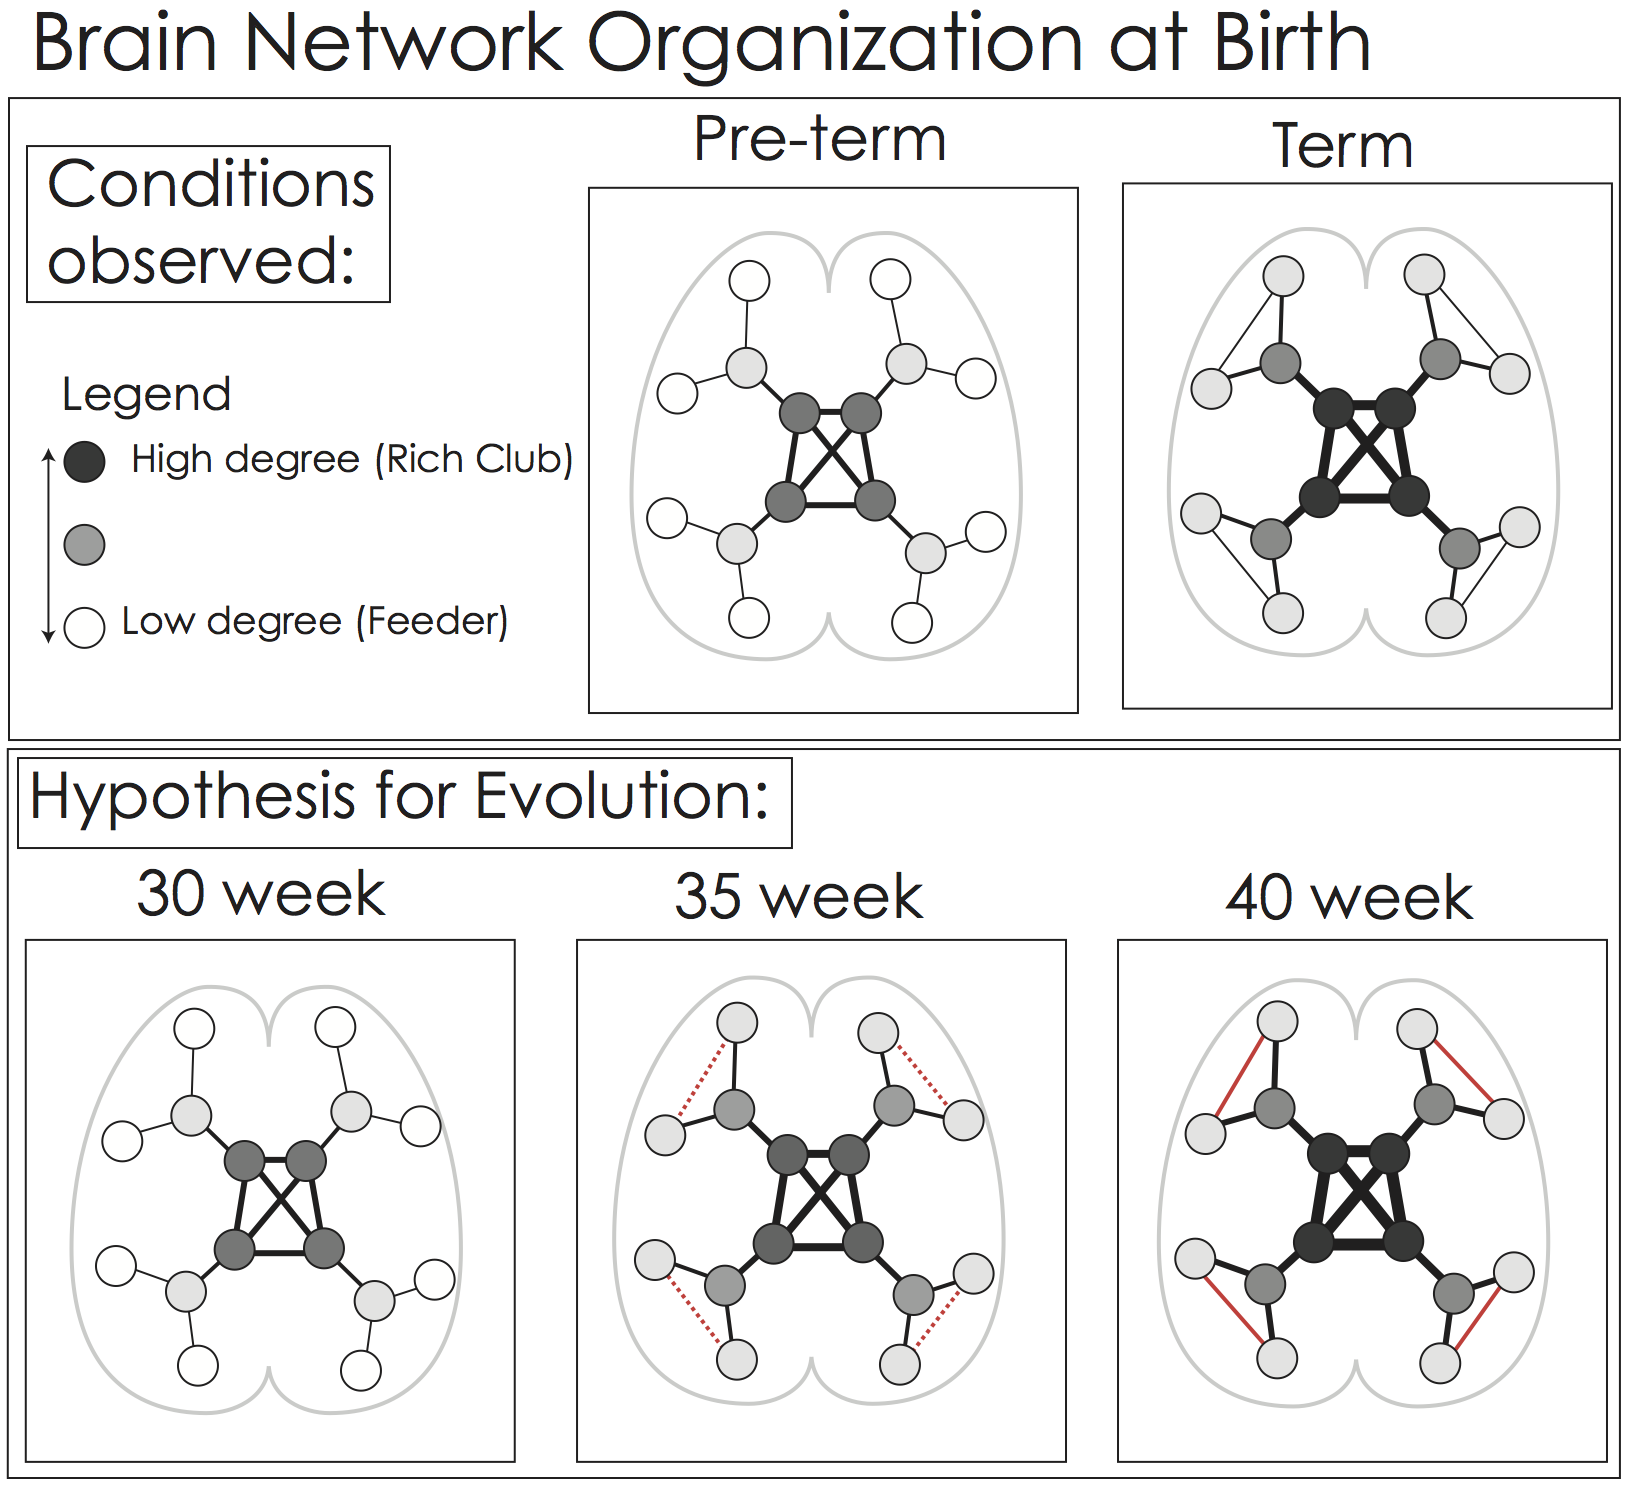 Brain Network Organization at Birth
Conditions
observed:
Pre-term
Term
Legend
High degree (Rich Club)
Low degree (Feeder)
Hypothesis for Evolution:
30 week
35 week
40 week